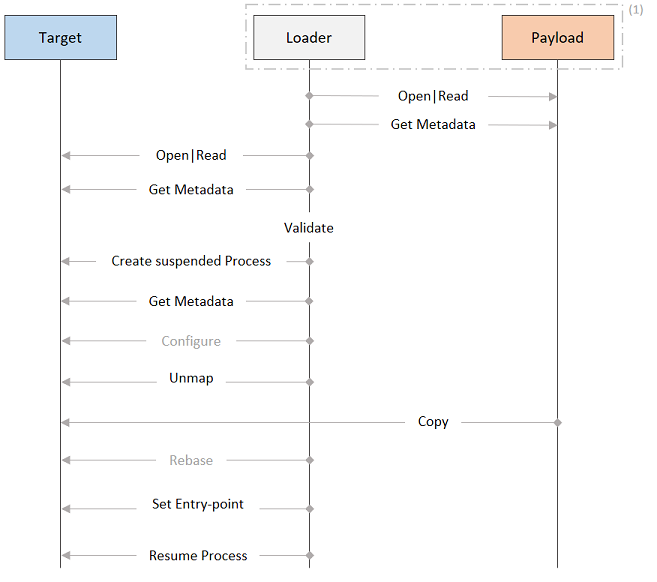 (1)
Target
Loader
Payload
Open|Read
Get Metadata
Open|Read
Get Metadata
Validate
Create suspended Process
Get Metadata
Configure
Unmap
Copy
Rebase
Set Entry-point
Resume Process